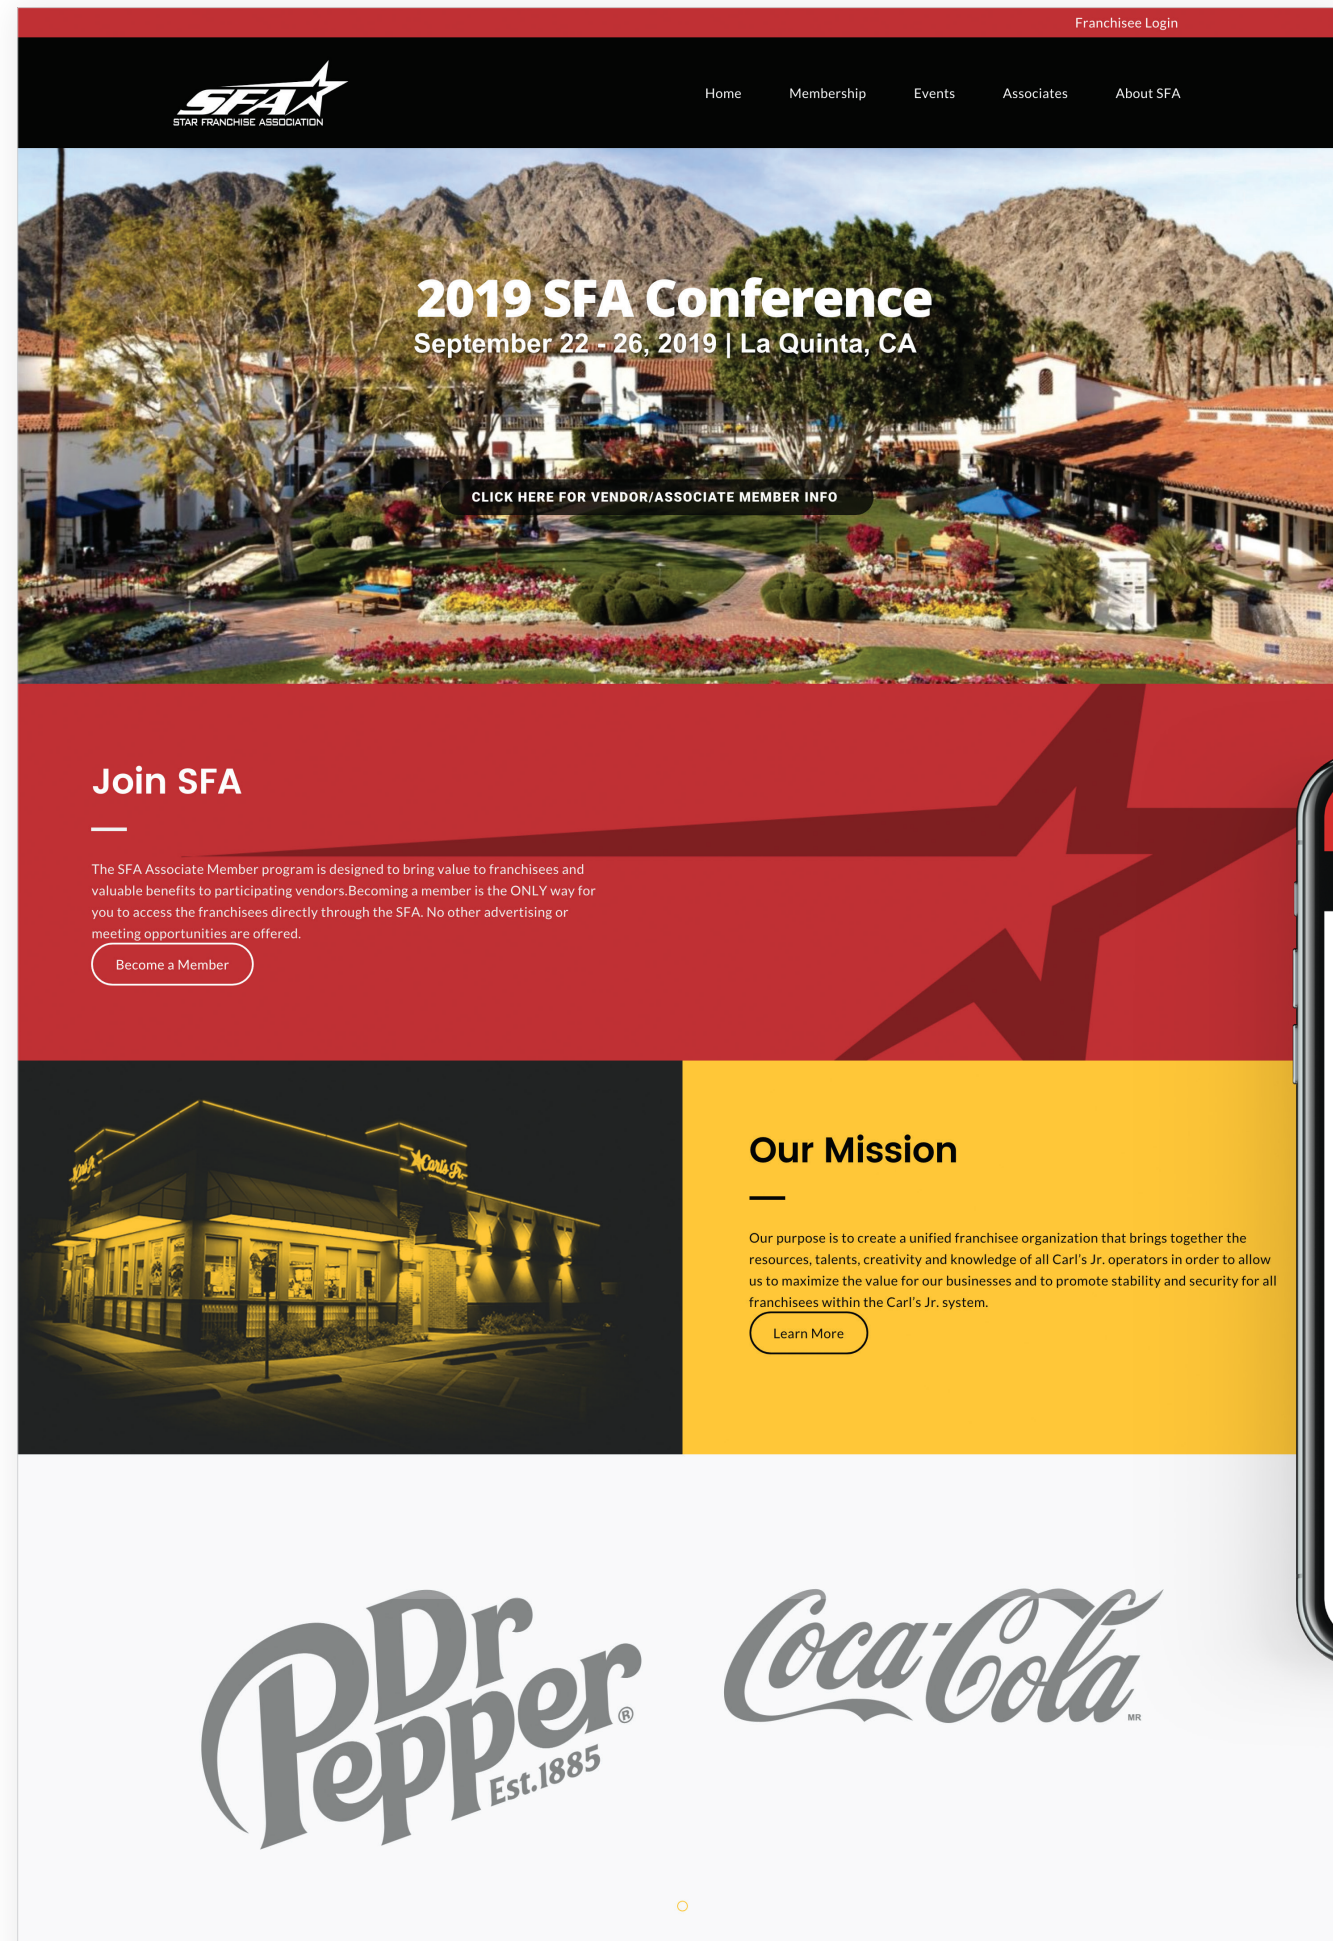 Franchisee Login
SFA
STAR FRANCHISE ASSOCIATION
Home Membership Events Associates About SFA
2019 SFA Conference
September 22 - 26, 2019 | La Quinta, CA
CLICK HERE FOR VENDOR/ASSOCIATE MEMBER INFO
Join SFA
The SFA Associate Member program is designed to bring value to franchisees and
valuable benefits to participating vendors.Becoming a member is the ONLY way for
you to access the franchisees directly through the SFA. No other advertising or
meeting opportunities are offered.
Become a Member
Carl's Jr.
Carl's Jr.
Our Mission
Our purpose is to create a unified franchisee organization that brings together the
resources, talents, creativity and knowledge of all Carl's Jr. operators in order to allow
us to maximize the value for our businesses and to promote stability and security for all
franchisees within the Carl's Jr. system.
Learn More
Dr
Pepper®
Est.1885
Coca-Cola
MR